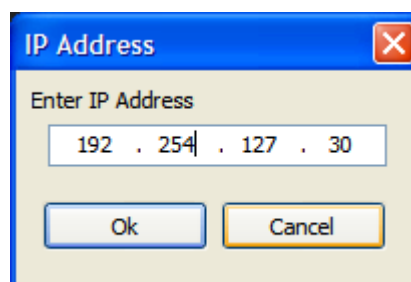 IP Address
Enter IP Address
192 . 254 . 127 . 30
Ok Cancel